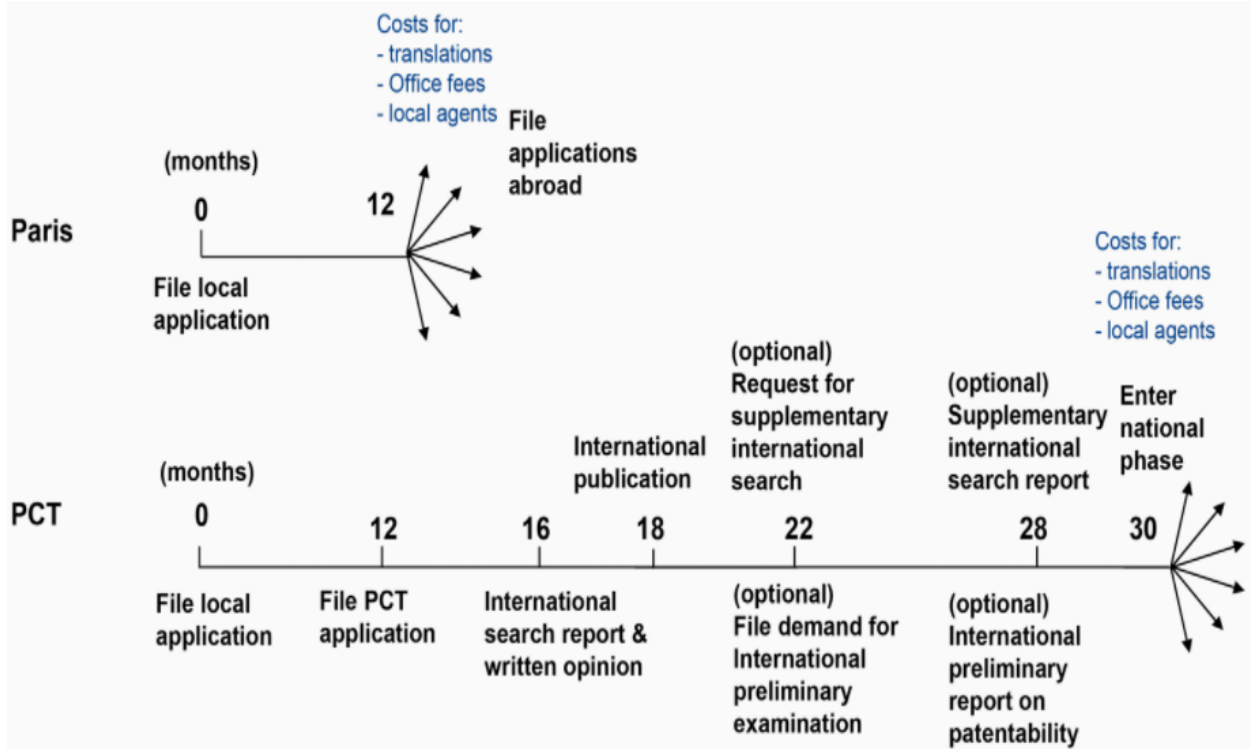 Costs for:
- translations
- Office fees
- local agents
File
applications
abroad
(months)
0
12
Paris
File local
application
Costs for:
- translations
- Office fees
- local agents
(optional)
Request for
supplementary
international
search
(optional)
Supplementary
international
search report
Enter
national
phase
International
publication
(months)
PCT
0
12
16
18
22
28
30
File local
application
File PCT
application
International
search report &
written opinion
(optional)
File demand for
International
preliminary
examination
(optional)
International
preliminary
report on
patentability